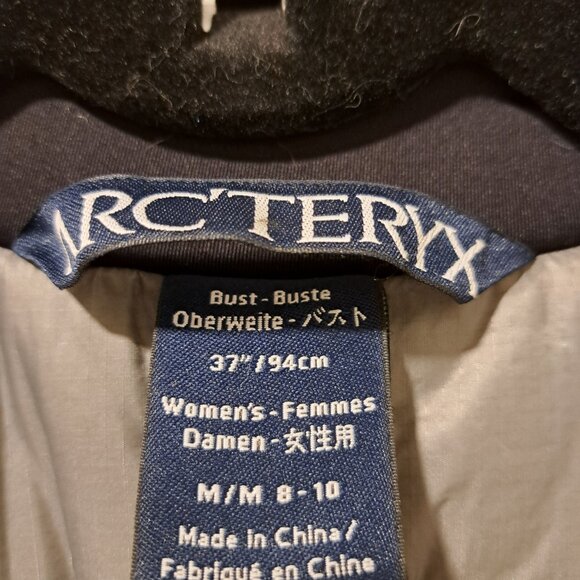 ARC'TERYX
Bust - Buste
Oberweite - バスト
37" / 94cm
Women's - Femmes
Damen - 女性用
M/M 8 - 10
Made in China /
Fabriqué en Chine